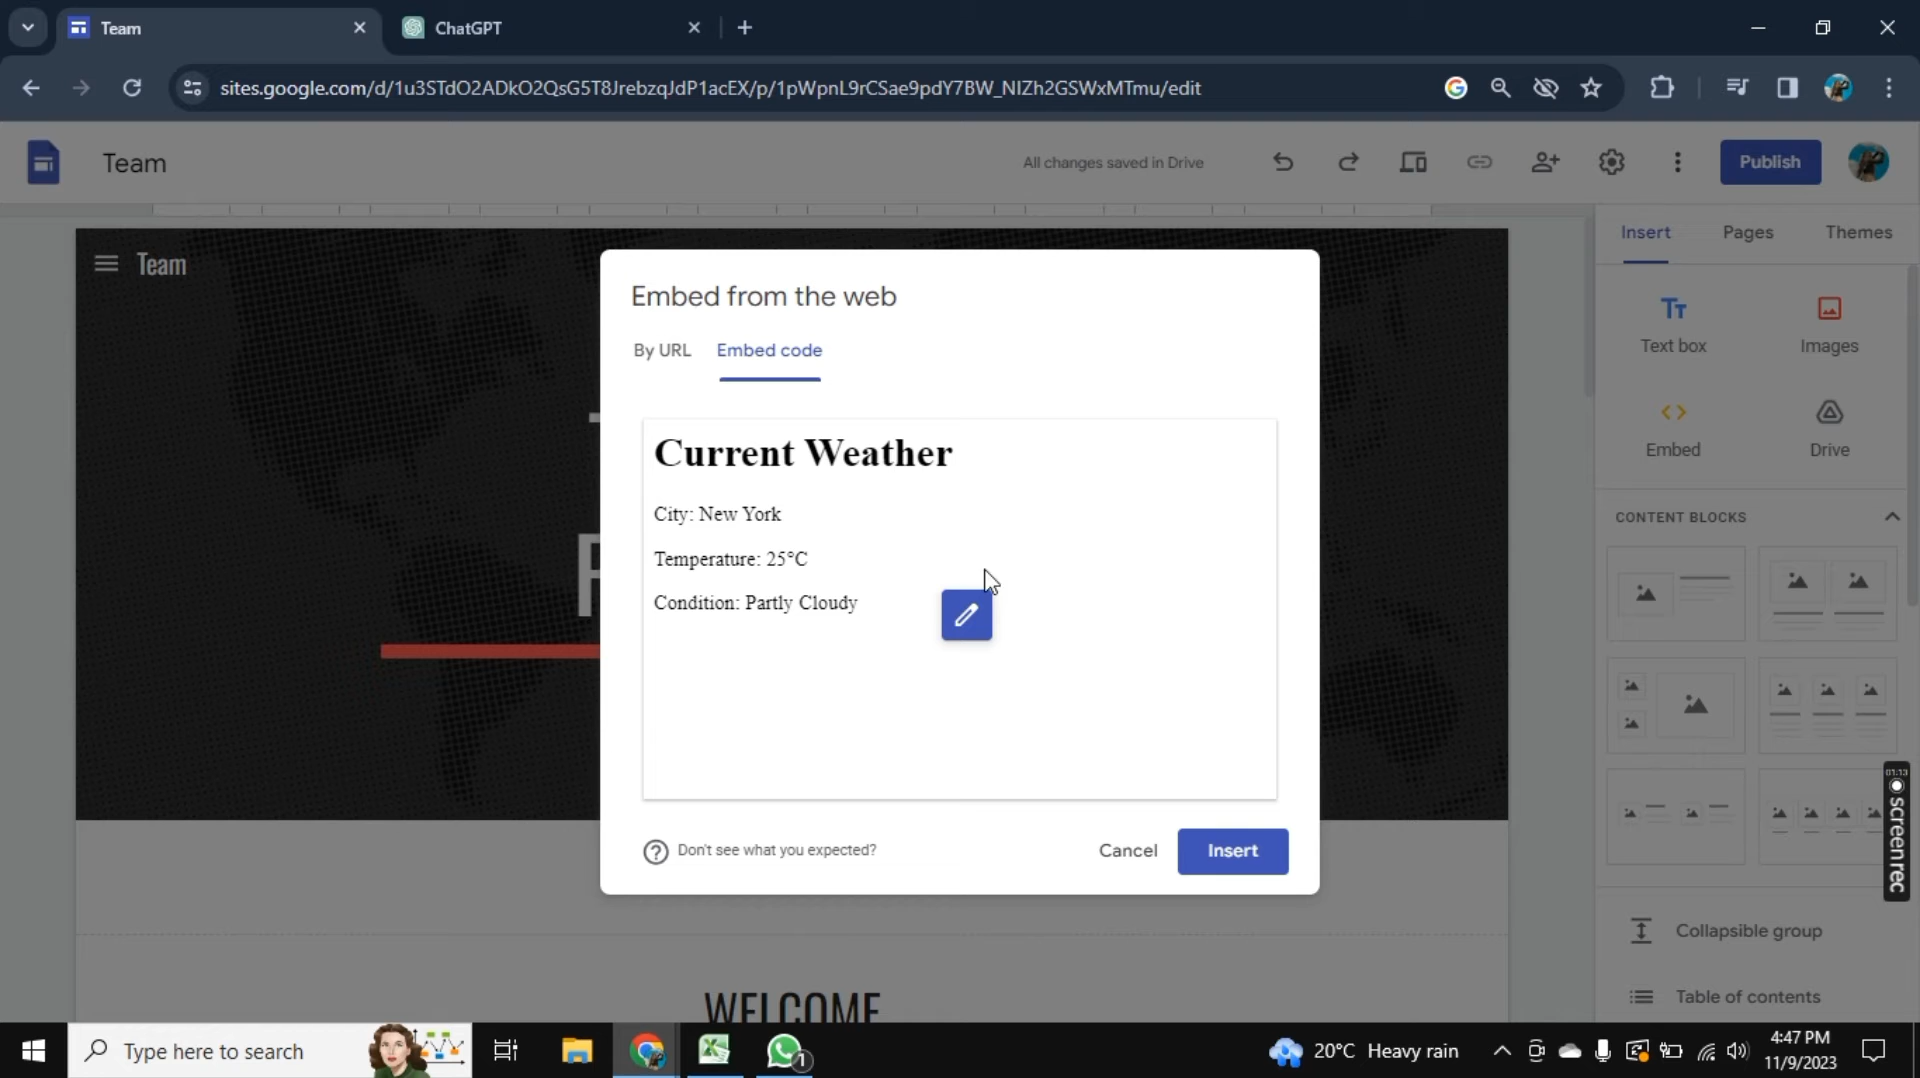 Team
ChatGPT
sites.google.com/d/1u3STdO2ADkO2QsG5T8JrebzqJdP1acEX/p/1pWpnL9rCSae9pdY7BW_NIZh2GSWxMTmu/edit
Team
All changes saved in Drive
Publish
Team
Insert
Pages
Themes
Text box
Images
Embed
Drive
CONTENT BLOCKS
Embed from the web
By URL
Embed code
Current Weather
City: New York
Temperature: 25°C
Condition: Partly Cloudy
Don't see what you expected?
Cancel
Insert
01:13
screenrec
Collapsible group
Table of contents
WELCOME
Type here to search
1
20°C Heavy rain
4:47 PM
11/9/2023